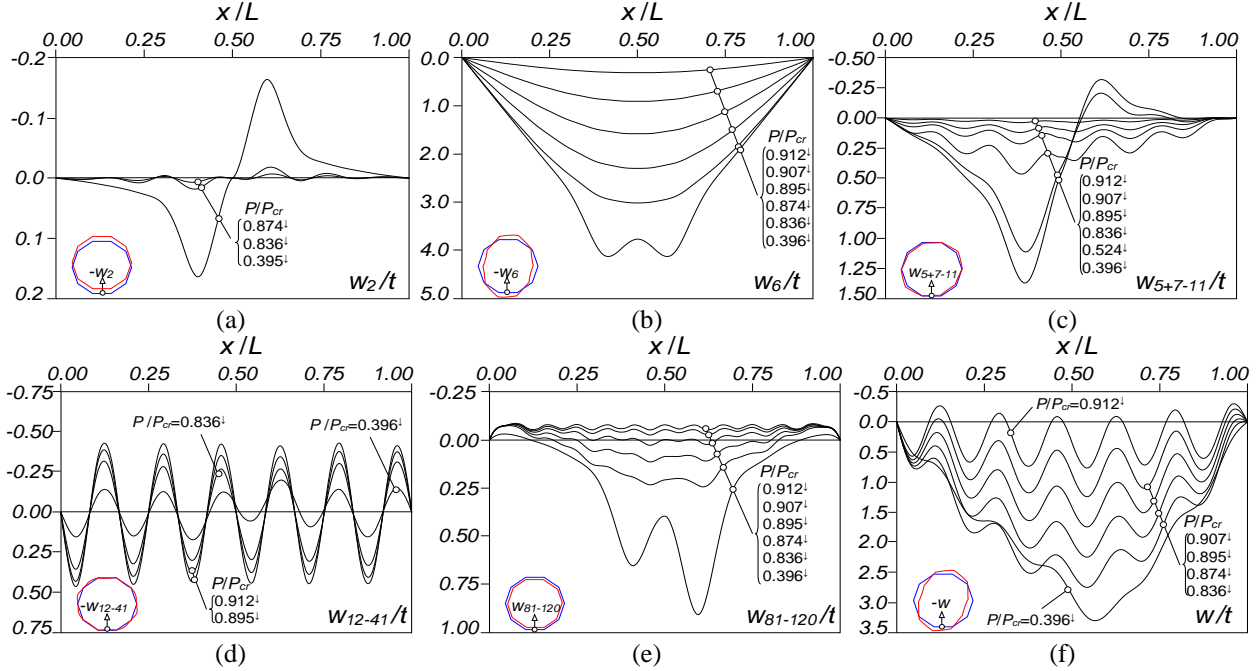 x/L
0.00 0.25 0.50 0.75 1.00
-0.2
-0.1
0.0
0.1
0.2
P/Pcr
0.874↓
0.836↓
0.395↓
-w2
w2/t
(a)
x/L
0.00 0.25 0.50 0.75 1.00
0.0
1.0
2.0
3.0
4.0
5.0
P/Pcr
0.912↓
0.907↓
0.895↓
0.874↓
0.836↓
0.396↓
-w6
w6/t
(b)
x/L
0.00 0.25 0.50 0.75 1.00
-0.50
-0.25
0.00
0.25
0.50
0.75
1.00
1.25
1.50
P/Pcr
0.912↓
0.907↓
0.895↓
0.836↓
0.524↓
0.396↓
w5+7-11
w5+7-11/t
(c)
x/L
0.00 0.25 0.50 0.75 1.00
-0.75
-0.50
-0.25
0.00
0.25
0.50
0.75
P/Pcr=0.836↓
P/Pcr=0.396↓
P/Pcr
0.912↓
0.895↓
-w12-41
w12-41/t
(d)
x/L
0.00 0.25 0.50 0.75 1.00
-0.25
0.00
0.25
0.50
0.75
1.00
P/Pcr
0.912↓
0.907↓
0.895↓
0.874↓
0.836↓
0.396↓
w81-120
w81-120/t
(e)
x/L
0.00 0.25 0.50 0.75 1.00
-0.5
0.0
0.5
1.0
1.5
2.0
2.5
3.0
3.5
P/Pcr=0.912↓
P/Pcr
0.907↓
0.895↓
0.874↓
0.836↓
P/Pcr=0.396↓
-w
w/t
(f)